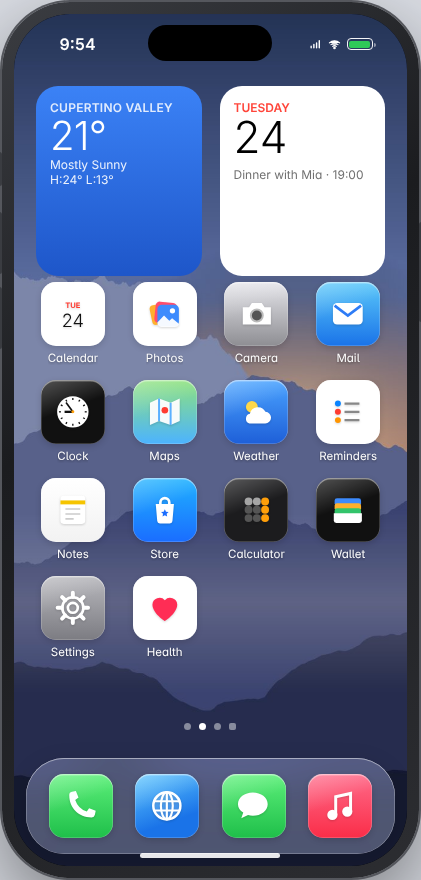 9:54
CUPERTINO VALLEY
21°
Mostly Sunny
H:24° L:13°
TUESDAY
24
Dinner with Mia · 19:00
TUE
24
Calendar
Photos
Camera
Mail
Clock
Maps
Weather
Reminders
Notes
Store
Calculator
Wallet
Settings
Health